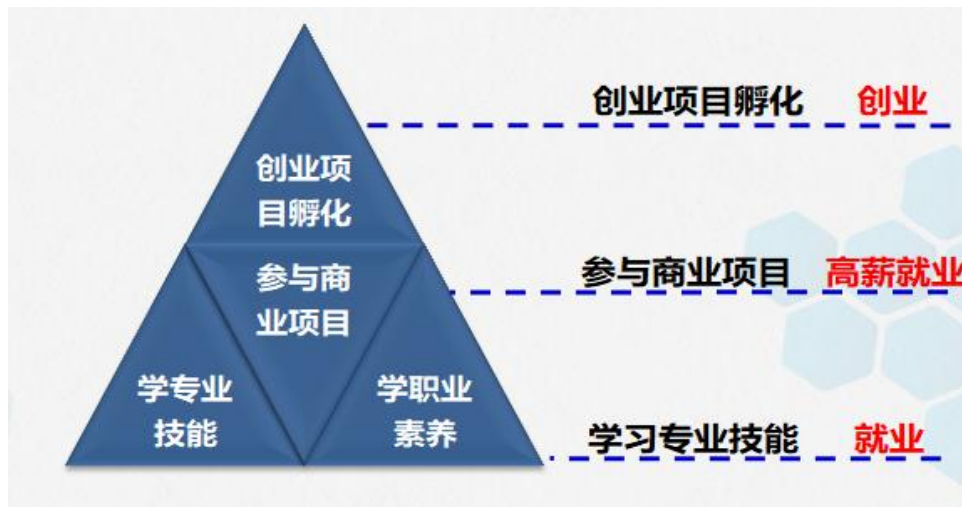 创业项目孵化 创业
创业项
目孵化
参与商业项目 高薪就业
参与商
业项目
学专业
技能
学职业
素养
学习专业技能 就业